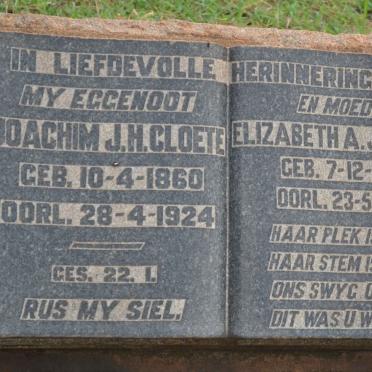 IN LIEFDEVOLLE HERINNERING
MY EGGENOOT
JOACHIM J.H. CLOETE
GEB. 10-4-1860
OORL. 28-4-1924
GES. 22. 1.
RUS MY SIEL.
EN MOED
ELIZABETH A.
GEB. 7-12-
OORL. 23-5
HAAR PLEK
HAAR STEM
ONS SWYG
DIT WAS U